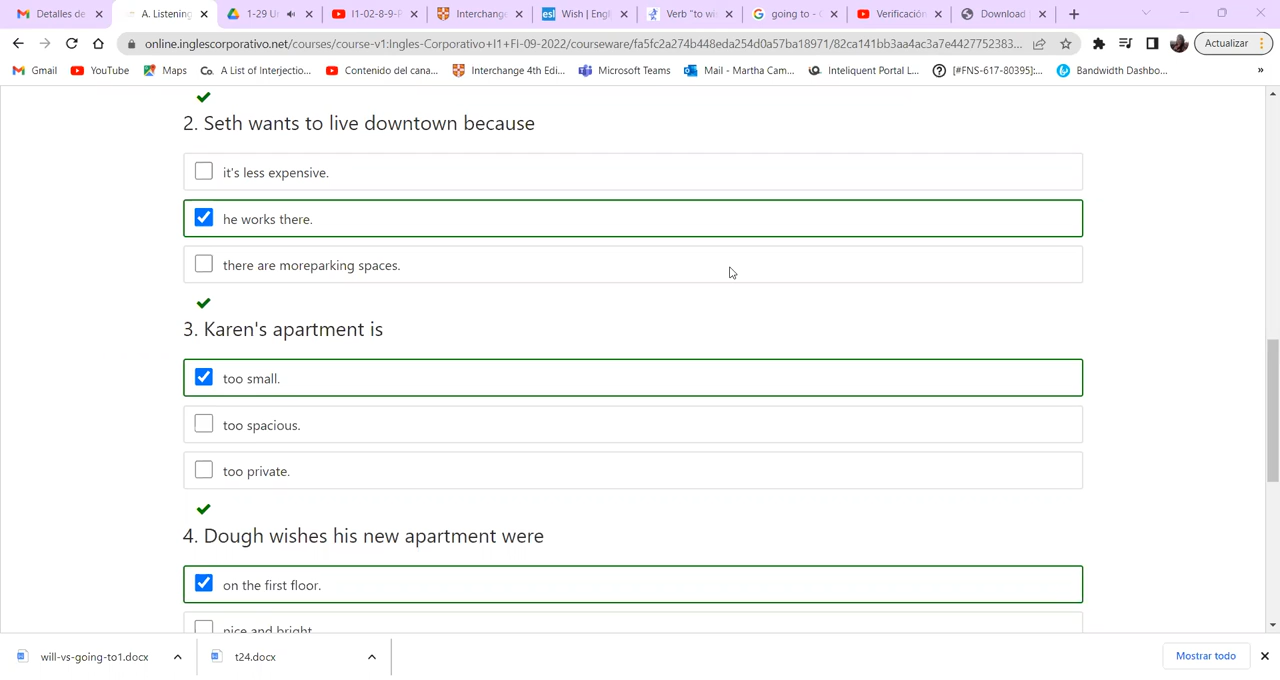 Detalles de
A. Listening
1-29 U
I1-02-8-9-P
Interchange
Wish | Engl
Verb "to wis
going to - G
Verificación
Download
online.inglescorporativo.net/courses/course-v1:Ingles-Corporativo+IT+FI-09-2022/courseware/fa5fc2a274b448eda254d0a57ba18971/82ca141bb3aa4ac3a7e4427752383...
Actualizar
Gmail
YouTube
Maps
A List of Interjectio...
Contenido del cana...
Interchange 4th Edi...
Microsoft Teams
Mail - Martha Cam...
Inteliquent Portal L...
[#FNS-617-80395]:...
Bandwidth Dashbo...
»
2. Seth wants to live downtown because
it's less expensive.
he works there.
there are moreparking spaces.
3. Karen's apartment is
too small.
too spacious.
too private.
4. Dough wishes his new apartment were
on the first floor.
nice and bright
will-vs-going-to1.docx
t24.docx
Mostrar todo